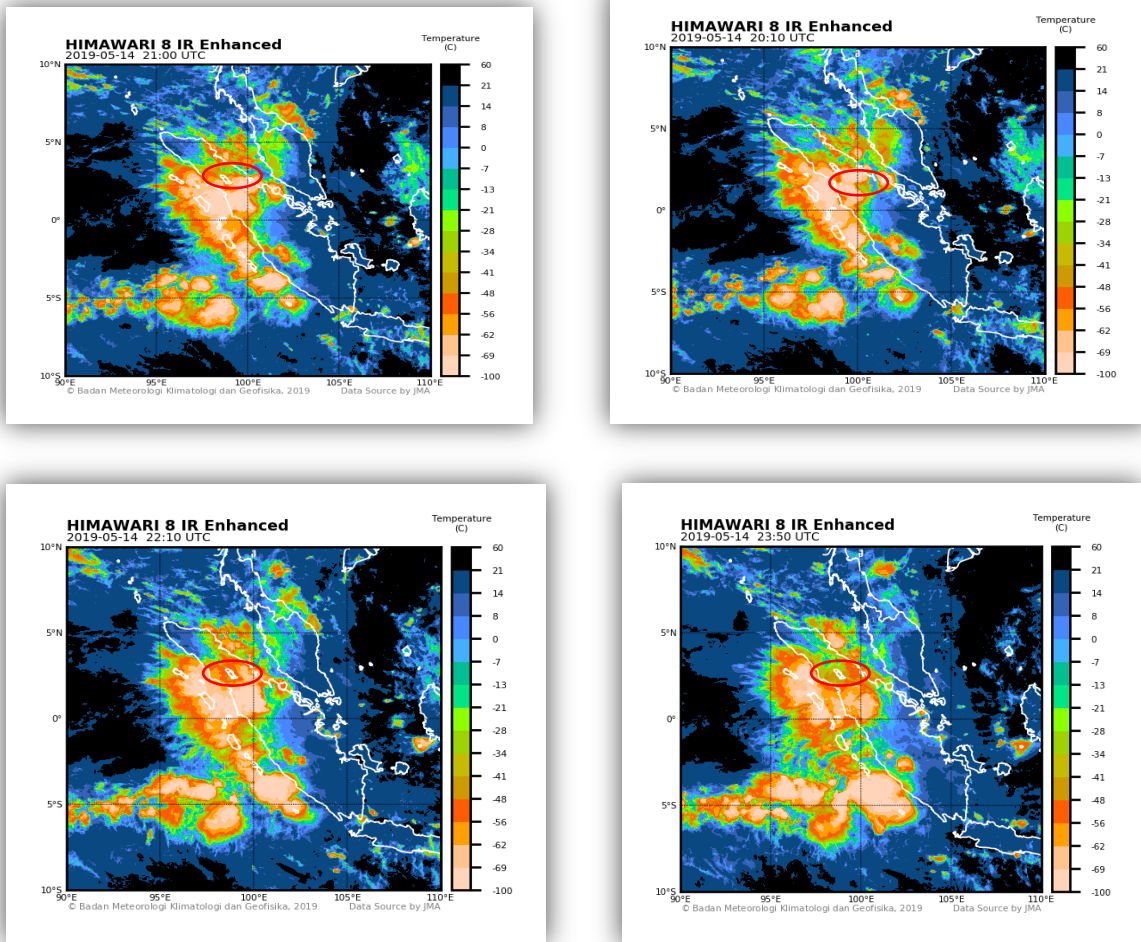 HIMAWARI 8 IR Enhanced
2019-05-14 21:00 UTC
Temperature
(C)
10°N
5°N
0°
5°S
10°S
90°E 95°E 100°E 105°E 110°E
60
21
14
8
0
-7
-13
-21
-28
-34
-41
-48
-56
-62
-69
-100
© Badan Meteorologi Klimatologi dan Geofisika, 2019 Data Source by JMA
HIMAWARI 8 IR Enhanced
2019-05-14 20:10 UTC
Temperature
(C)
10°N
5°N
0°
5°S
10°S
90°E 95°E 100°E 105°E 110°E
60
21
14
8
0
-7
-13
-21
-28
-34
-41
-48
-56
-62
-69
-100
© Badan Meteorologi Klimatologi dan Geofisika, 2019 Data Source by JMA
HIMAWARI 8 IR Enhanced
2019-05-14 22:10 UTC
Temperature
(C)
10°N
5°N
0°
5°S
10°S
90°E 95°E 100°E 105°E 110°E
60
21
14
8
0
-7
-13
-21
-28
-34
-41
-48
-56
-62
-69
-100
© Badan Meteorologi Klimatologi dan Geofisika, 2019 Data Source by JMA
HIMAWARI 8 IR Enhanced
2019-05-14 23:50 UTC
Temperature
(C)
10°N
5°N
0°
5°S
10°S
90°E 95°E 100°E 105°E 110°E
60
21
14
8
0
-7
-13
-21
-28
-34
-41
-48
-56
-62
-69
-100
© Badan Meteorologi Klimatologi dan Geofisika, 2019 Data Source by JMA